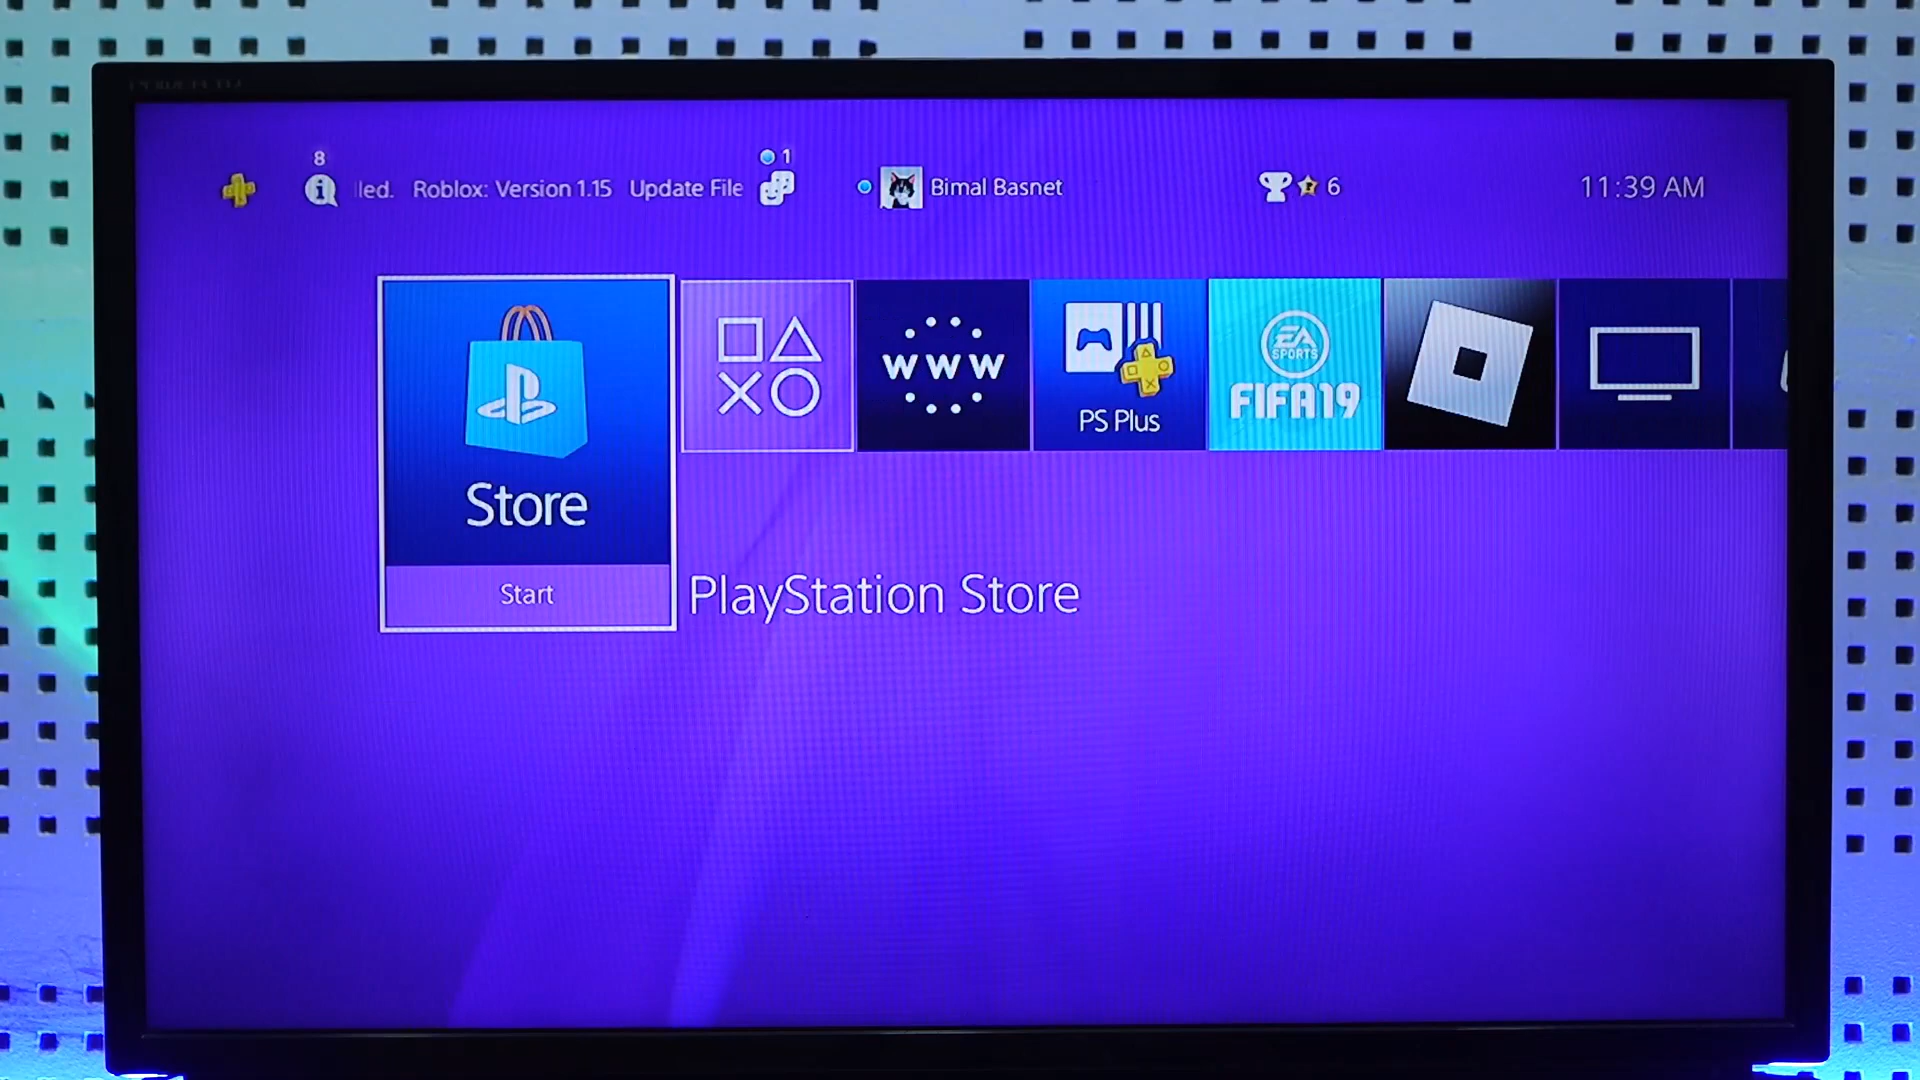 8
1
lled. Roblox: Version 1.15 Update File
Bimal Basnet
6
11:39 AM
Store
Start
PlayStation Store
WWW
PS Plus
EA
SPORTS
FIFA19